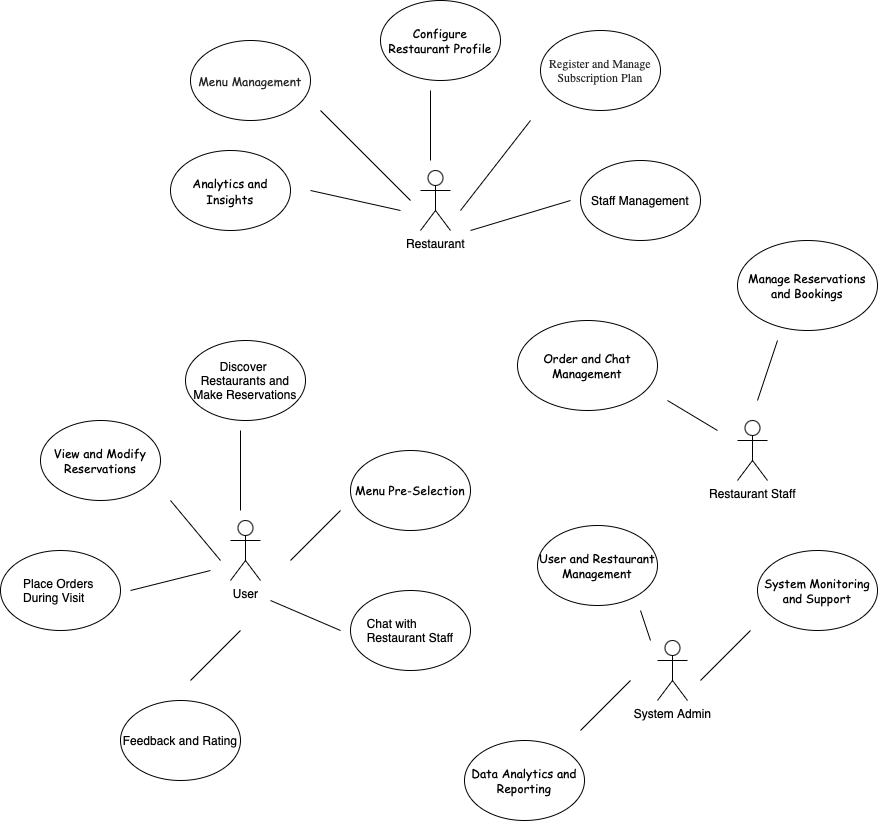 Configure
Restaurant Profile
Register and Manage
Subscription Plan
Menu Management
Analytics and
Insights
Staff Management
Restaurant
Manage Reservations
and Bookings
Order and Chat
Management
Restaurant Staff
Discover
Restaurants and
Make Reservations
View and Modify
Reservations
Menu Pre-Selection
Place Orders
During Visit
User
Chat with
Restaurant Staff
Feedback and Rating
User and Restaurant
Management
System Monitoring
and Support
System Admin
Data Analytics and
Reporting